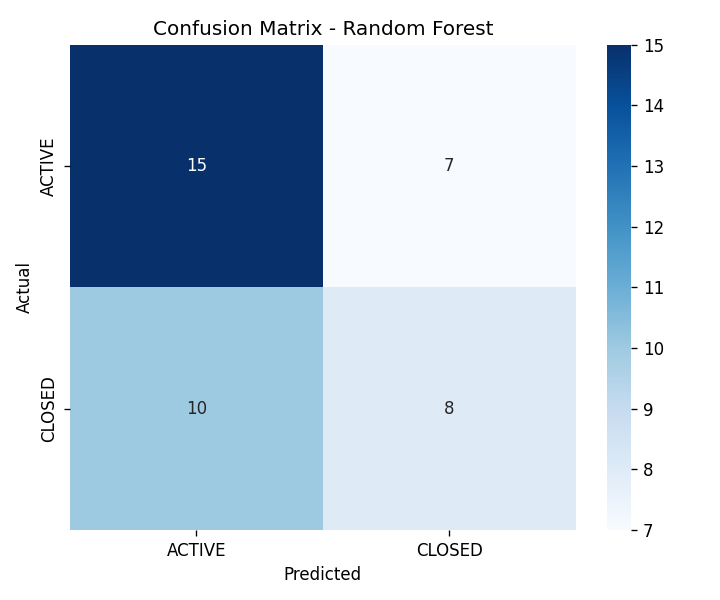 Confusion Matrix - Random Forest
ACTIVE
CLOSED
Actual
15
7
10
8
ACTIVE
CLOSED
Predicted
15
14
13
12
11
10
9
8
7